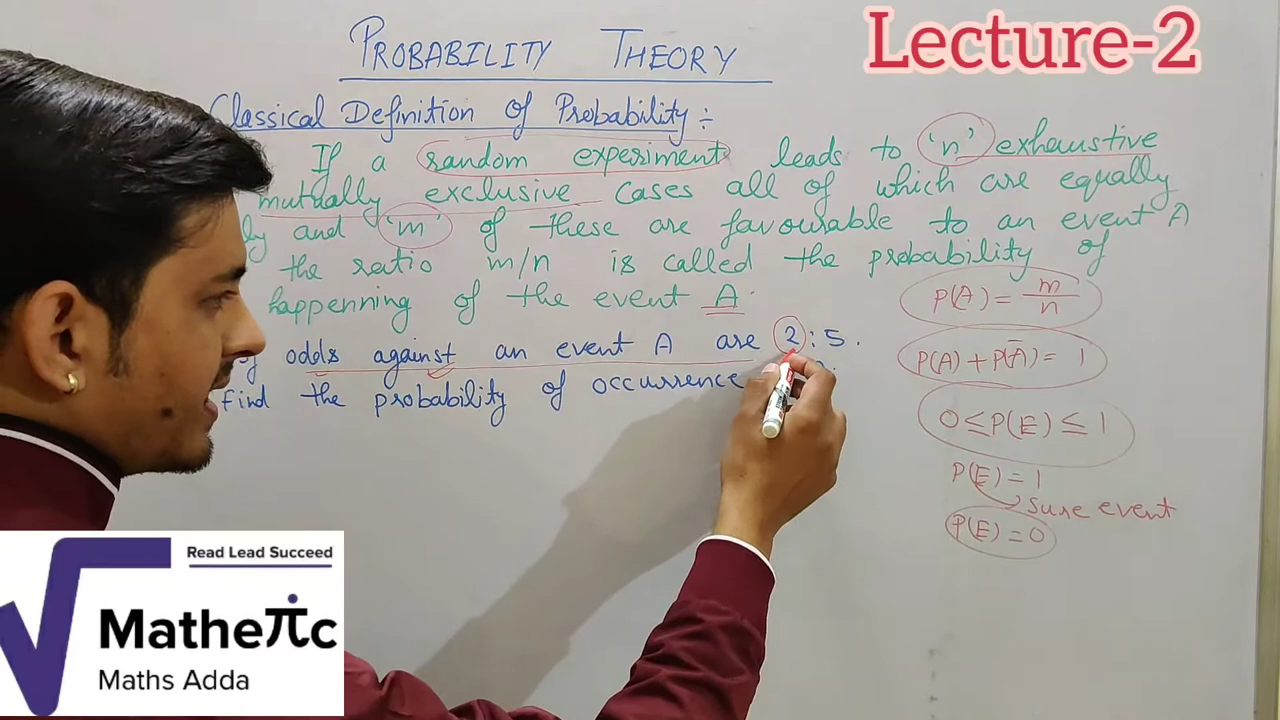 PROBABILITY THEORY
Lecture-2
Classical Definition of Probability :-
If a random experiment leads to 'n' exhaustive
mutually exclusive cases all of which are equally
and 'm' of these are favourable to an event A
the ratio m/n is called the probability of
happenning of the event A.
odds against an event A are 2:5.
Find the probability of occurrence
P(A) = m/n
P(A) + P(Ā) = 1
0 ≤ P(E) ≤ 1
P(E) = 1
sure event
P(E) = 0
Read Lead Succeed
Matheπc
Maths Adda